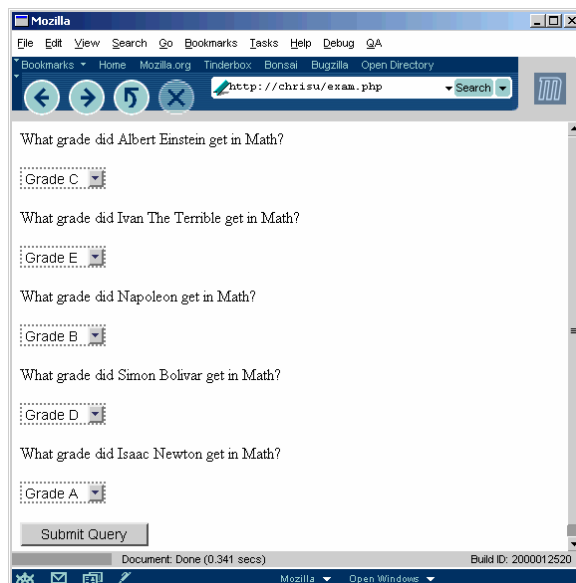 Mozilla
File Edit View Search Go Bookmarks Tasks Help Debug QA
Bookmarks Home Mozilla.org Tinderbox Bonsai Bugzilla Open Directory
http://chrisu/exam.php Search
What grade did Albert Einstein get in Math?
Grade C
What grade did Ivan The Terrible get in Math?
Grade E
What grade did Napoleon get in Math?
Grade B
What grade did Simon Bolivar get in Math?
Grade D
What grade did Isaac Newton get in Math?
Grade A
Submit Query
Document: Done (0.341 secs) Build ID: 2000012520
Mozilla Open Windows